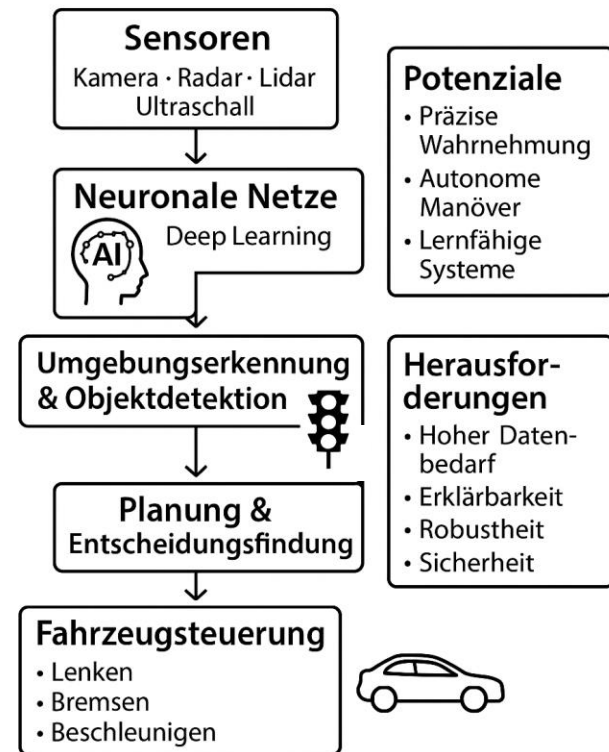 Sensoren
Kamera · Radar · Lidar
Ultraschall
Neuronale Netze
Deep Learning
AI
Umgebungserkennung
& Objektdetektion
Planung &
Entscheidungsfindung
Fahrzeugsteuerung
• Lenken
• Bremsen
• Beschleunigen
Potenziale
• Präzise
Wahrnehmung
• Autonome
Manöver
• Lernfähige
Systeme
Herausfor-
derungen
• Hoher Daten-
bedarf
• Erklärbarkeit
• Robustheit
• Sicherheit